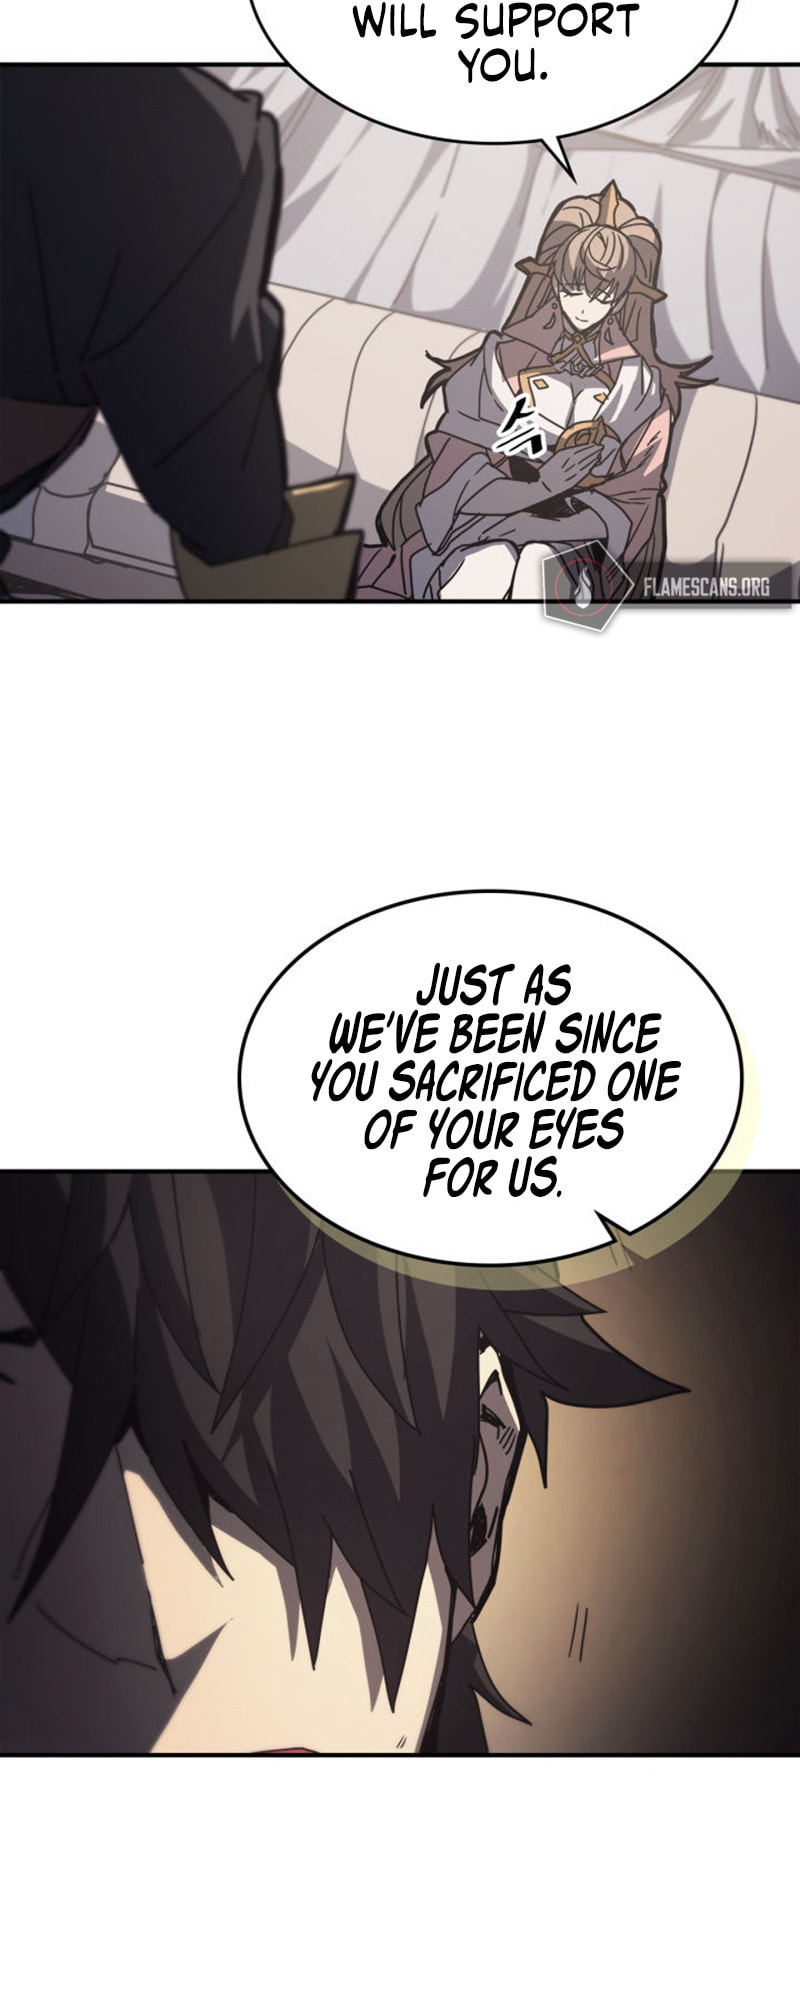 WILL SUPPORT
YOU.
FLAMESCANS.ORG
JUST AS
WE'VE BEEN SINCE
YOU SACRIFICED ONE
OF YOUR EYES
FOR US.